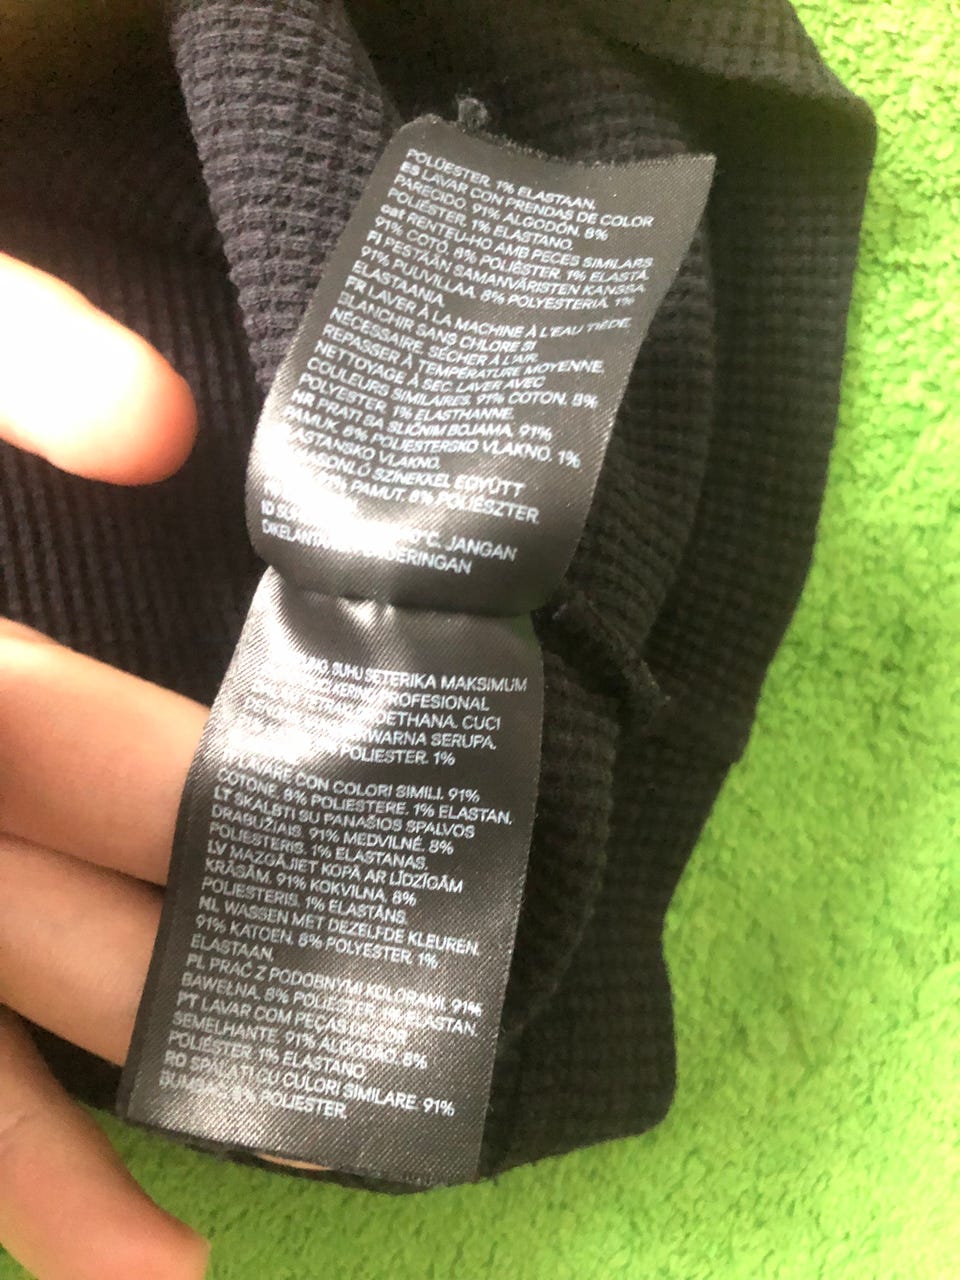 POLÜESTER. 1% ELASTAAN.
ES LAVAR CON PRENDAS DE COLOR
PARECIDO. 91% ALGODÓN. 8%
POLIÉSTER. 1% ELASTANO.
cat RENTEU-HO AMB PECES SIMILARS
91% COTÓ. 8% POLIÈSTER. 1% ELASTÀ
FI PESTÄÄN SAMANVÄRISTEN KANSSA
91% PUUVILLAA. 8% POLYESTERIÄ. 1%
ELASTAANIA
FR LAVER À LA MACHINE À L'EAU TIÈDE.
BLANCHIR SANS CHLORE SI
NÉCESSAIRE. SÉCHER À L'AIR.
REPASSER À TEMPÉRATURE MOYENNE.
NETTOYAGE À SEC. LAVER AVEC
COULEURS SIMILAIRES. 91% COTON. 8%
POLYESTER. 1% ELASTHANNE.
HR PRATI SA SLIČNIM BOJAMA. 91%
PAMUK. 8% POLIESTERSKO VLAKNO. 1%
VLAKNO.
SZÍNEKKEL EGYÜTT
PAMUT. 8% POLIÉSZTER
ID
JANGAN
SUHU SETERIKA MAKSIMUM
PROFESIONAL
CUCI
WARNA SERUPA.
POLIESTER. 1%
LAVARE CON COLORI SIMILI. 91%
COTONE. 8% POLIESTERE. 1% ELASTAN.
LT SKALBTI SU PANAŠIOS SPALVOS
DRABUŽIAIS. 91% MEDVILNĖ. 8%
POLIESTERIS. 1% ELASTANAS.
LV MAZGĀJIET KOPĀ AR LĪDZĪGĀM
KRĀSĀM. 91% KOKVILNA. 8%
POLIESTERIS. 1% ELASTĀNS.
NL WASSEN MET DEZELFDE KLEUREN.
91% KATOEN. 8% POLYESTER. 1%
ELASTAAN.
PL PRAĆ Z PODOBNYMI KOLORAMI. 91%
BAWEŁNA. 8% POLIESTER. 1% ELASTAN.
PT LAVAR COM PEÇAS DE COR
SEMELHANTE. 91% ALGODÃO. 8%
POLIÉSTER. 1% ELASTANO.
RO SPĂLAȚI CU CULORI SIMILARE. 91%
BUMBAC. 8% POLIESTER.